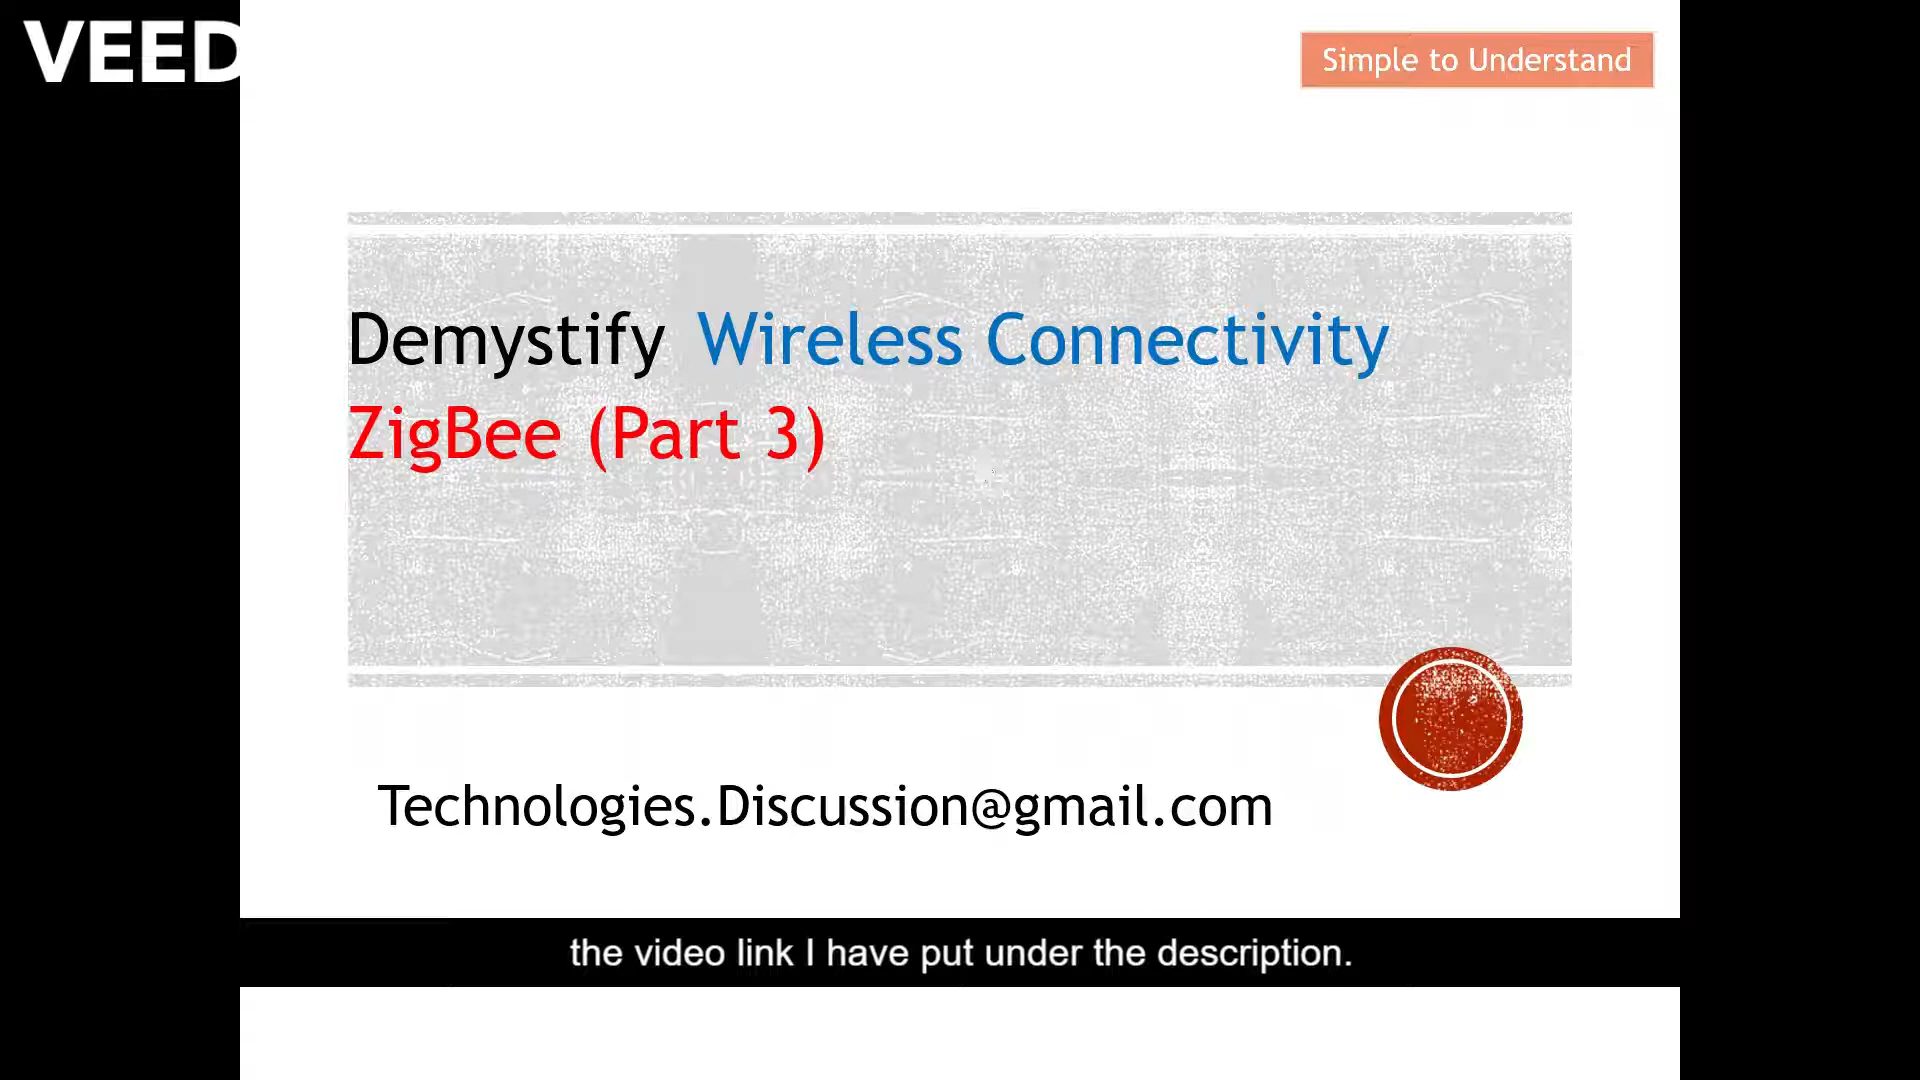 VEED
Simple to Understand
Demystify Wireless Connectivity
ZigBee (Part 3)
Technologies.Discussion@gmail.com
the video link I have put under the description.